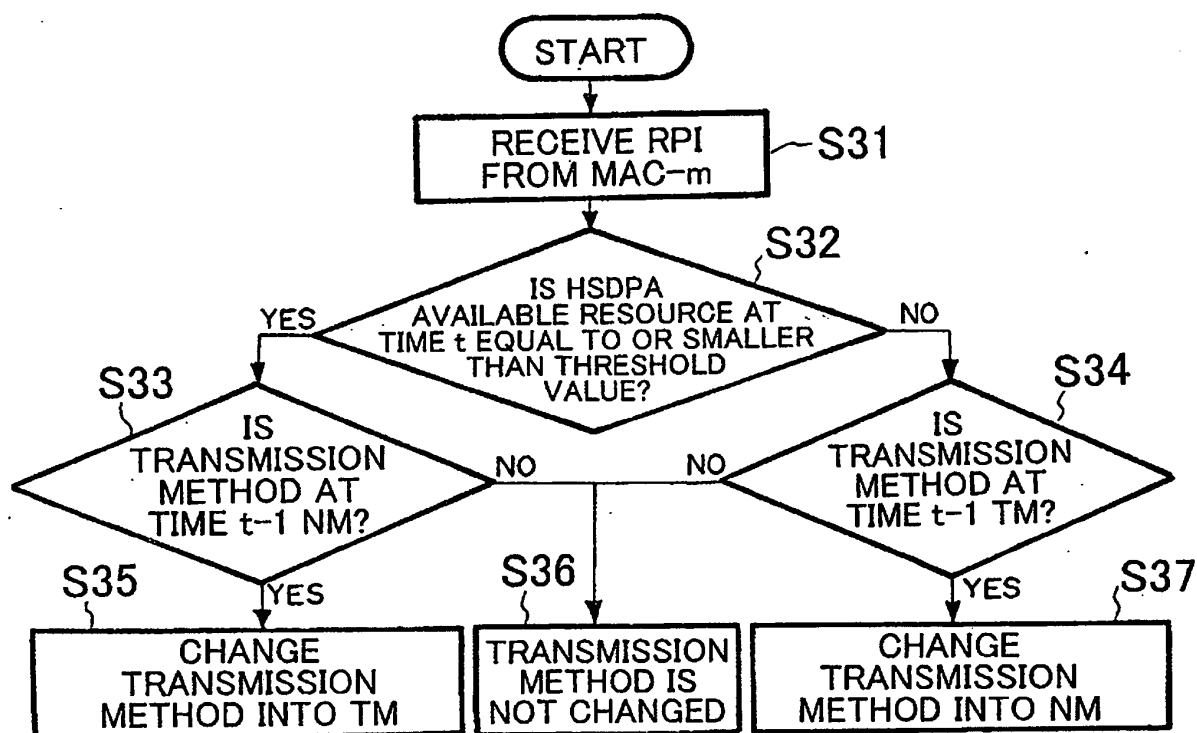 START
RECEIVE RPI
FROM MAC-m
S31
S32
IS HSDPA
AVAILABLE RESOURCE AT
TIME t EQUAL TO OR SMALLER
THAN THRESHOLD
VALUE?
YES
NO
S33
IS
TRANSMISSION
METHOD AT
TIME t-1 NM?
NO
S34
IS
TRANSMISSION
METHOD AT
TIME t-1 TM?
NO
YES
YES
S35
CHANGE
TRANSMISSION
METHOD INTO TM
S36
TRANSMISSION
METHOD IS
NOT CHANGED
S37
CHANGE
TRANSMISSION
METHOD INTO NM